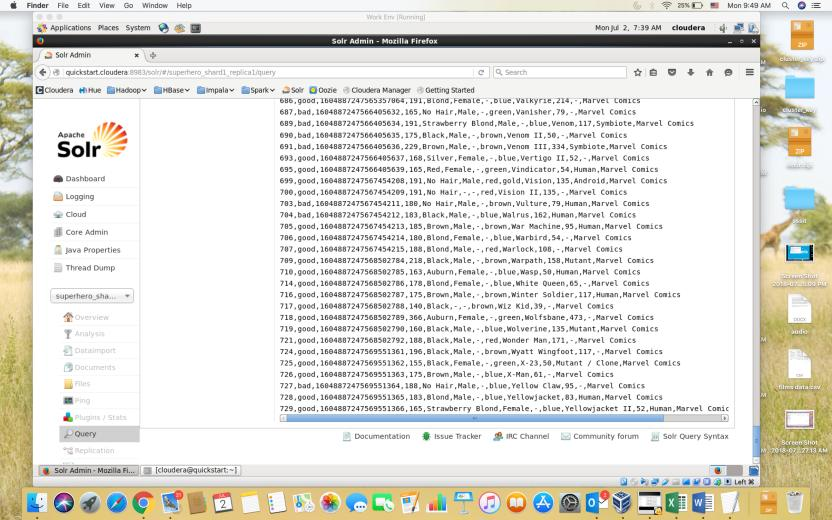 Finder File Edit View Go Window Help 25% Mon 9:49 AM
Work Env [Running]
Applications Places System Mon Jul 2, 7:39 AM cloudera
Solr Admin - Mozilla Firefox
Solr Admin
quickstart.cloudera:8983/solr/#/superhero_shard1_replica1/query Search
Cloudera Hue Hadoop HBase Impala Spark Solr Oozie Cloudera Manager Getting Started
Apache
Solr
Dashboard
Logging
Cloud
Core Admin
Java Properties
Thread Dump
superhero_sha...
Overview
Analysis
Dataimport
Documents
Files
Ping
Plugins / Stats
Query
Replication
686,good,1604887247565357064,191,Blond,Female,-,blue,Valkyrie,214,-,Marvel Comics
687,bad,1604887247566405632,165,No Hair,Male,-,green,Vanisher,79,-,Marvel Comics
689,bad,1604887247566405634,191,Strawberry Blond,Male,-,blue,Venom,117,Symbiote,Marvel Comics
690,bad,1604887247566405635,175,Black,Male,-,brown,Venom II,50,-,Marvel Comics
691,bad,1604887247566405636,229,Brown,Male,-,brown,Venom III,334,Symbiote,Marvel Comics
693,good,1604887247566405637,168,Silver,Female,-,blue,Vertigo II,52,-,Marvel Comics
695,good,1604887247566405639,165,Red,Female,-,green,Vindicator,54,Human,Marvel Comics
699,good,1604887247567454208,191,No Hair,Male,red,gold,Vision,135,Android,Marvel Comics
700,good,1604887247567454209,191,No Hair,-,-,red,Vision II,135,-,Marvel Comics
703,bad,1604887247567454211,180,No Hair,Male,-,brown,Vulture,79,Human,Marvel Comics
704,bad,1604887247567454212,183,Black,Male,-,blue,Walrus,162,Human,Marvel Comics
705,good,1604887247567454213,185,Brown,Male,-,brown,War Machine,95,Human,Marvel Comics
706,good,1604887247567454214,180,Blond,Female,-,blue,Warbird,54,-,Marvel Comics
707,good,1604887247567454215,188,Blond,Male,-,red,Warlock,108,-,Marvel Comics
709,good,1604887247568502784,218,Black,Male,-,brown,Warpath,158,Mutant,Marvel Comics
710,good,1604887247568502785,163,Auburn,Female,-,blue,Wasp,50,Human,Marvel Comics
714,good,1604887247568502786,178,Blond,Female,-,blue,White Queen,65,-,Marvel Comics
716,good,1604887247568502787,175,Brown,Male,-,brown,Winter Soldier,117,Human,Marvel Comics
717,good,1604887247568502788,140,Black,-,-,brown,Wiz Kid,39,-,Marvel Comics
718,good,1604887247568502789,366,Auburn,Female,-,green,Wolfsbane,473,-,Marvel Comics
719,good,1604887247568502790,160,Black,Male,-,blue,Wolverine,135,Mutant,Marvel Comics
721,good,1604887247568502792,188,Black,Male,-,red,Wonder Man,171,-,Marvel Comics
724,good,1604887247569551361,196,Black,Male,-,brown,Wyatt Wingfoot,117,-,Marvel Comics
725,good,1604887247569551362,155,Black,Female,-,green,X-23,50,Mutant / Clone,Marvel Comics
726,good,1604887247569551363,175,Brown,Male,-,blue,X-Man,61,-,Marvel Comics
727,bad,1604887247569551364,188,No Hair,Male,-,blue,Yellow Claw,95,-,Marvel Comics
728,good,1604887247569551365,183,Blond,Male,-,blue,Yellowjacket,83,Human,Marvel Comics
729,good,1604887247569551366,165,Strawberry Blond,Female,-,blue,Yellowjacket II,52,Human,Marvel Comic
Documentation Issue Tracker IRC Channel Community forum Solr Query Syntax
Solr Admin - Mozilla Fi... [cloudera@quickstart:~]
Left ⌘
ZIP
ZIP
Screen Shot
DOCX
audio
CSV
films data.csv
Screen Shot